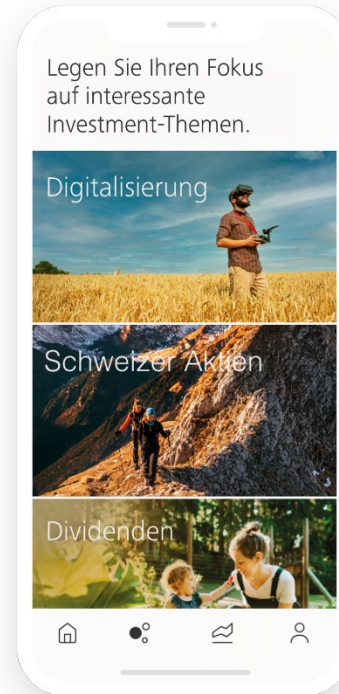 Legen Sie Ihren Fokus
auf interessante
Investment-Themen.
Digitalisierung
Schweizer Aktien
Dividenden